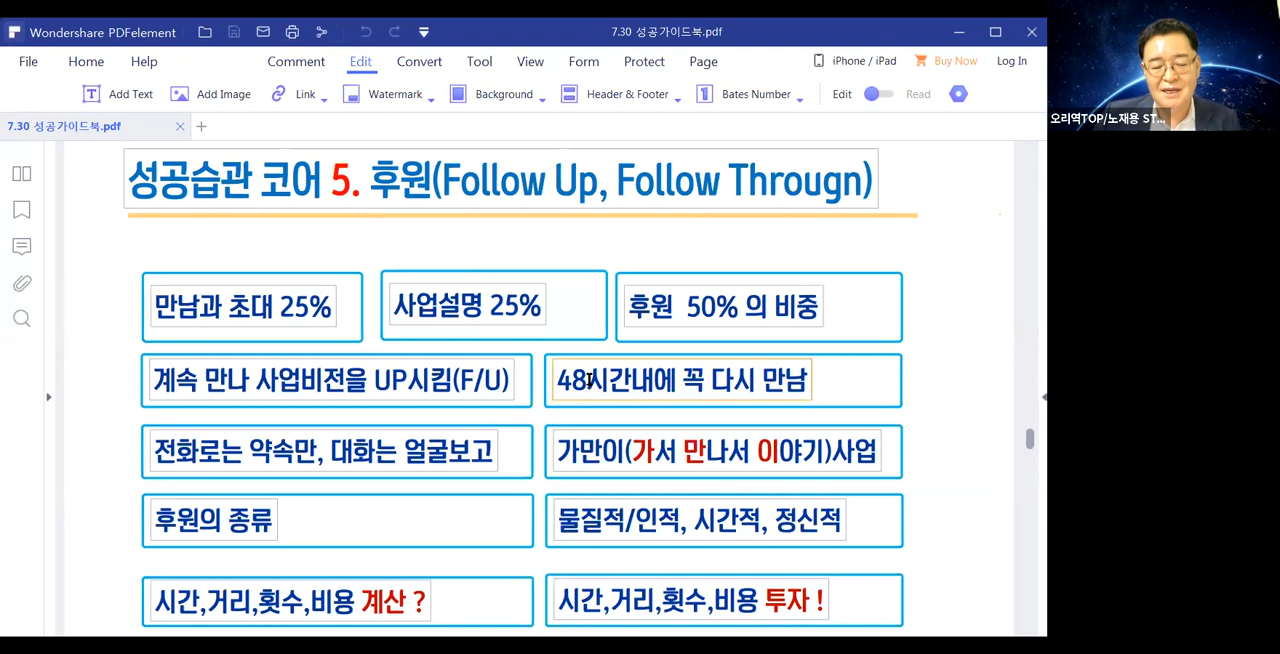 Wondershare PDFelement
7.30 성공가이드북.pdf
File Home Help Comment Edit Convert Tool View Form Protect Page iPhone / iPad Buy Now Log In
Add Text Add Image Link Watermark Background Header & Footer Bates Number Edit Read
7.30 성공가이드북.pdf
오리역TOP/노재용 ST...
성공습관 코어 5. 후원(Follow Up, Follow Througn)
만남과 초대 25% 사업설명 25% 후원 50% 의 비중
계속 만나 사업비전을 UP시킴(F/U) 48시간내에 꼭 다시 만남
전화로는 약속만, 대화는 얼굴보고 가만이(가서 만나서 이야기)사업
후원의 종류 물질적/인적, 시간적, 정신적
시간,거리,횟수,비용 계산 ? 시간,거리,횟수,비용 투자 !